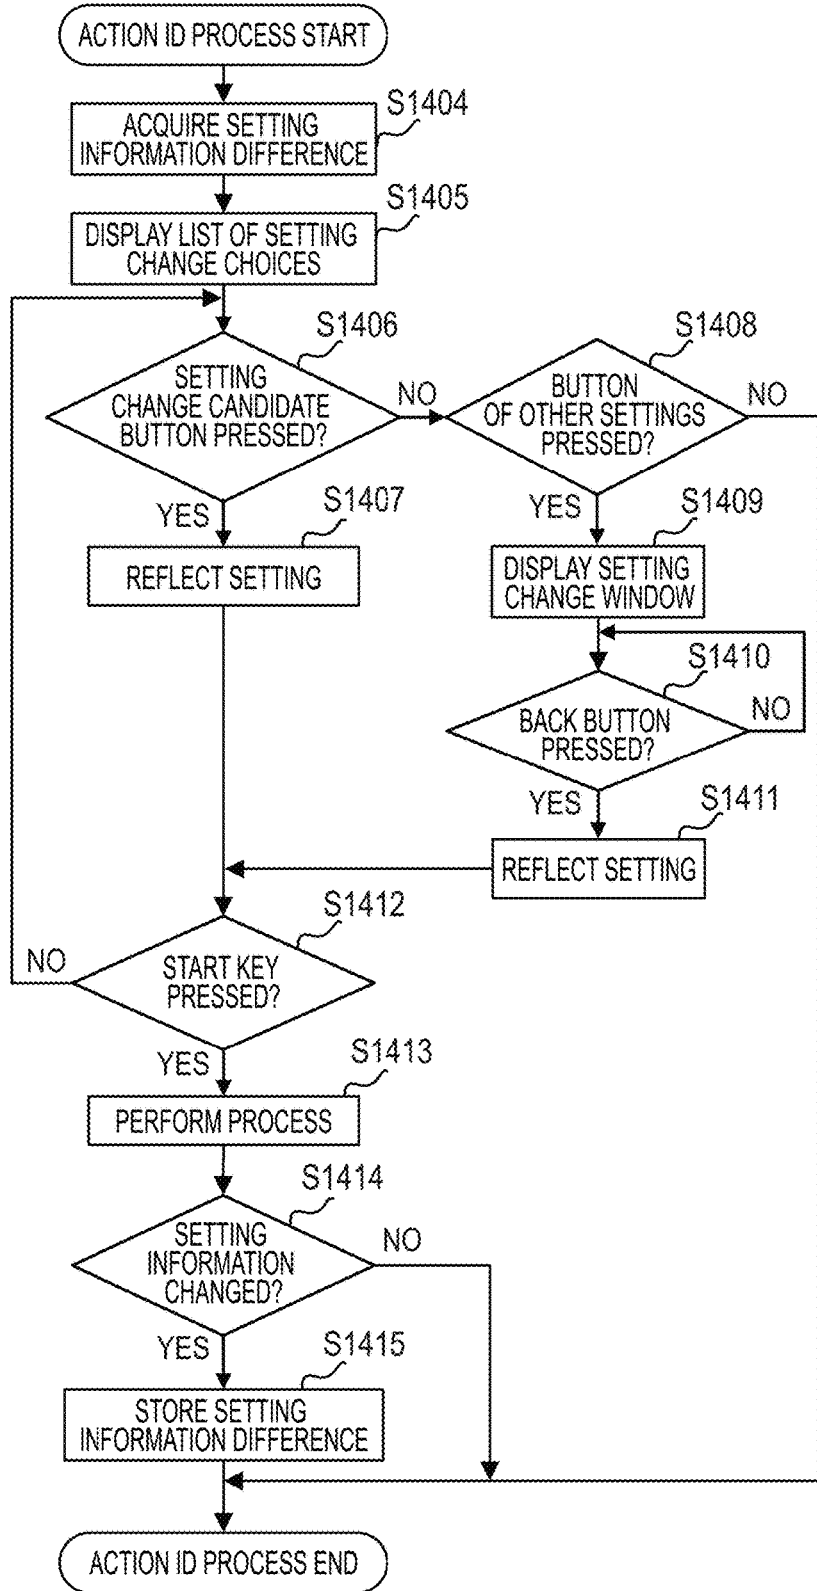 ACTION ID PROCESS START
S1404
ACQUIRE SETTING
INFORMATION DIFFERENCE
S1405
DISPLAY LIST OF SETTING
CHANGE CHOICES
S1406
SETTING
CHANGE CANDIDATE
BUTTON PRESSED?
NO
YES
S1408
BUTTON
OF OTHER SETTINGS
PRESSED?
NO
YES
S1407
REFLECT SETTING
S1409
DISPLAY SETTING
CHANGE WINDOW
S1410
BACK BUTTON
PRESSED?
NO
YES
S1411
REFLECT SETTING
S1412
START KEY
PRESSED?
NO
YES
S1413
PERFORM PROCESS
S1414
SETTING
INFORMATION
CHANGED?
NO
YES
S1415
STORE SETTING
INFORMATION DIFFERENCE
ACTION ID PROCESS END